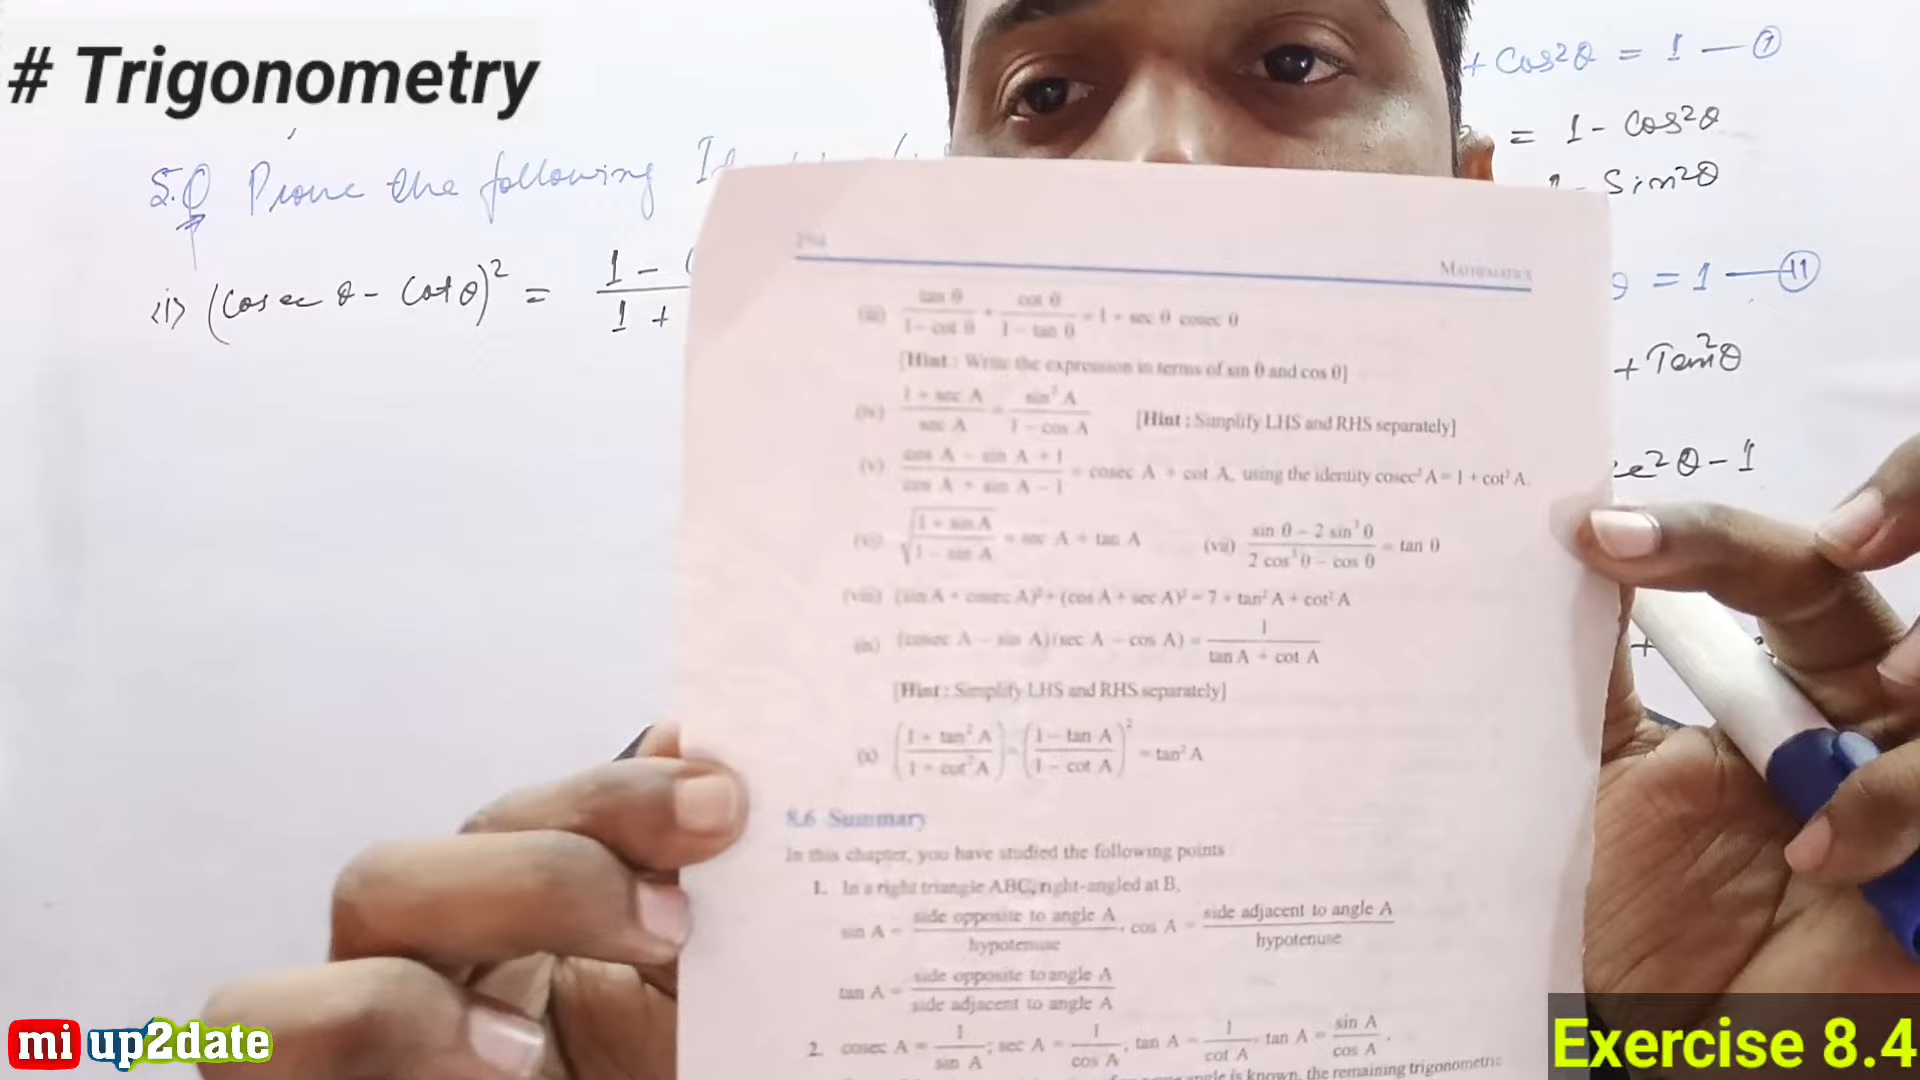 # Trigonometry
5.Q Prove the following
(i) (Cosec θ - Cot θ)² = 1 - / 1 +
+ Cos²θ = 1 — ①
= 1 - Cos²θ
1 - Sin²θ
θ = 1 — ⑪
+ Tan²θ
ec²θ - 1
194
MATHEMATICS
(iii) tan θ / 1 – cot θ + cot θ / 1 – tan θ = 1 + sec θ cosec θ
[Hint : Write the expression in terms of sin θ and cos θ]
(iv) 1 + sec A / sec A = sin² A / 1 – cos A [Hint : Simplify LHS and RHS separately]
(v) cos A – sin A + 1 / cos A + sin A – 1 = cosec A + cot A, using the identity cosec² A = 1 + cot² A.
(vi) √(1 + sin A / 1 – sin A) = sec A + tan A (vii) sin θ – 2 sin³ θ / 2 cos³ θ – cos θ = tan θ
(viii) (sin A + cosec A)² + (cos A + sec A)² = 7 + tan² A + cot² A
(ix) (cosec A – sin A) (sec A – cos A) = 1 / tan A + cot A
[Hint : Simplify LHS and RHS separately]
(x) (1 + tan² A / 1 + cot² A) = (1 – tan A / 1 – cot A)² = tan² A
8.6 Summary
In this chapter, you have studied the following points
1. In a right triangle ABC, right-angled at B,
sin A = side opposite to angle A / hypotenuse, cos A = side adjacent to angle A / hypotenuse
tan A = side opposite to angle A / side adjacent to angle A
2. cosec A = 1 / sin A; sec A = 1 / cos A, tan A = 1 / cot A, tan A = sin A / cos A.
angle is known, the remaining trigonometric
mi up2date
Exercise 8.4